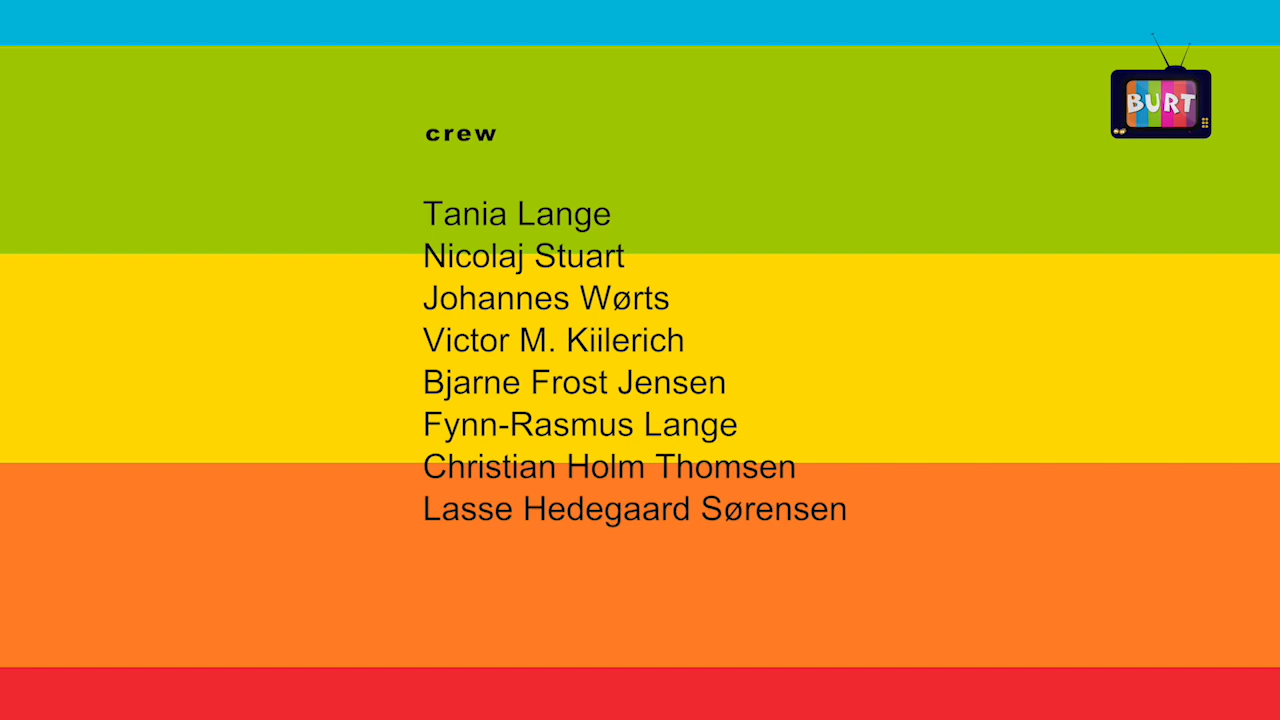 BURT
crew
Tania Lange
Nicolaj Stuart
Johannes Wørts
Victor M. Kiilerich
Bjarne Frost Jensen
Fynn-Rasmus Lange
Christian Holm Thomsen
Lasse Hedegaard Sørensen